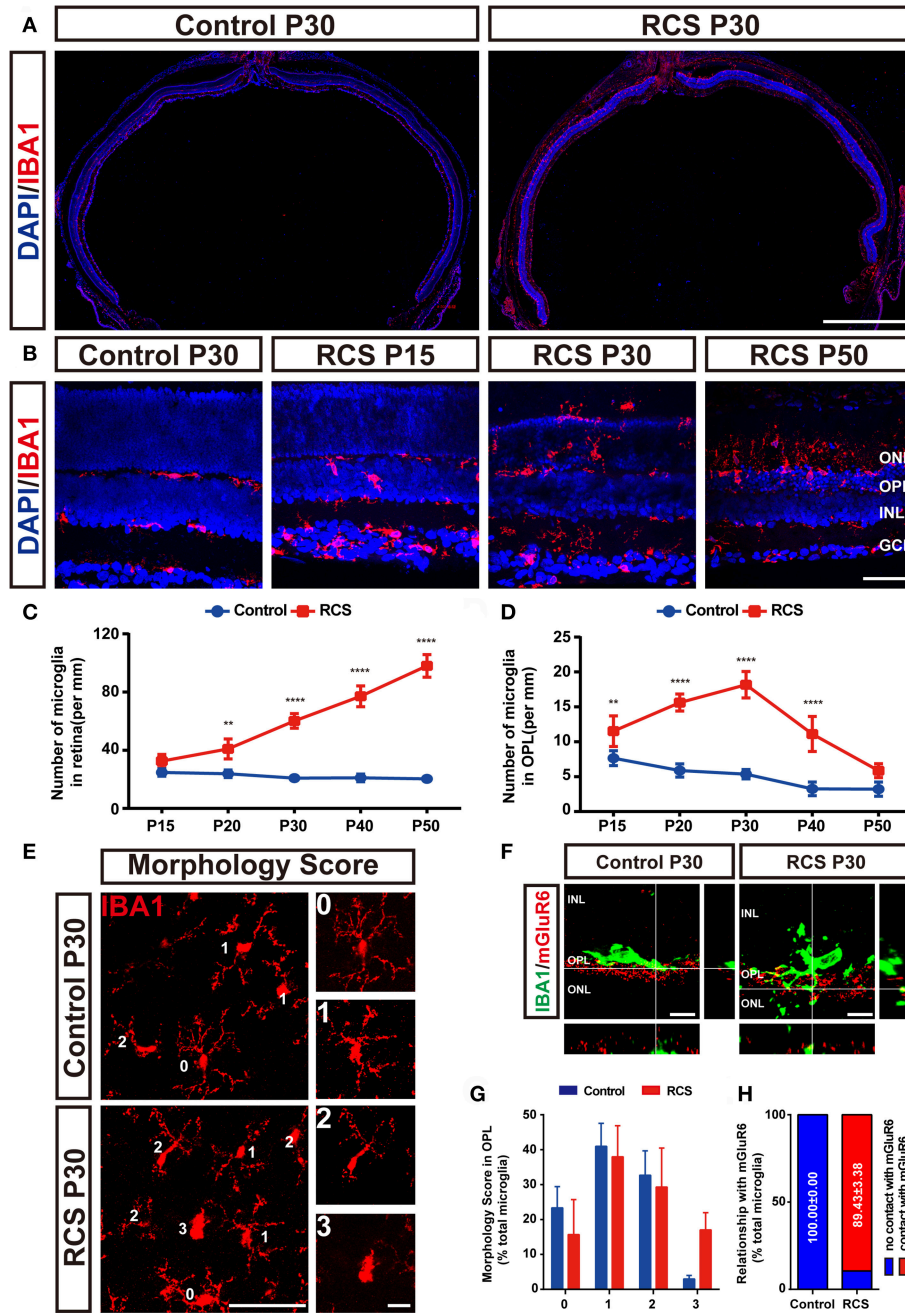 A
Control P30
RCS P30
DAPI/IBA1
B
Control P30
RCS P15
RCS P30
RCS P50
DAPI/IBA1
ONL
OPL
INL
GCL
C
Control
RCS
Number of microglia
in retina(per mm)
120
80
40
0
**
****
****
****
P15
P20
P30
P40
P50
D
Control
RCS
Number of microglia
in OPL(per mm)
25
20
15
10
5
0
**
****
****
****
P15
P20
P30
P40
P50
E
Morphology Score
Control P30
IBA1
1
1
2
0
RCS P30
2
1
2
2
3
1
0
0
1
2
3
F
Control P30
RCS P30
IBA1/mGluR6
INL
OPL
ONL
INL
OPL
ONL
G
Control
RCS
Morphology Score in OPL
(% total microglia)
60
40
20
0
0
1
2
3
H
Relationship with mGluR6
(% total microglia)
100
50
0
100.00±0.00
89.43±3.38
Control
RCS
no contact with mGluR6
contact with mGluR6